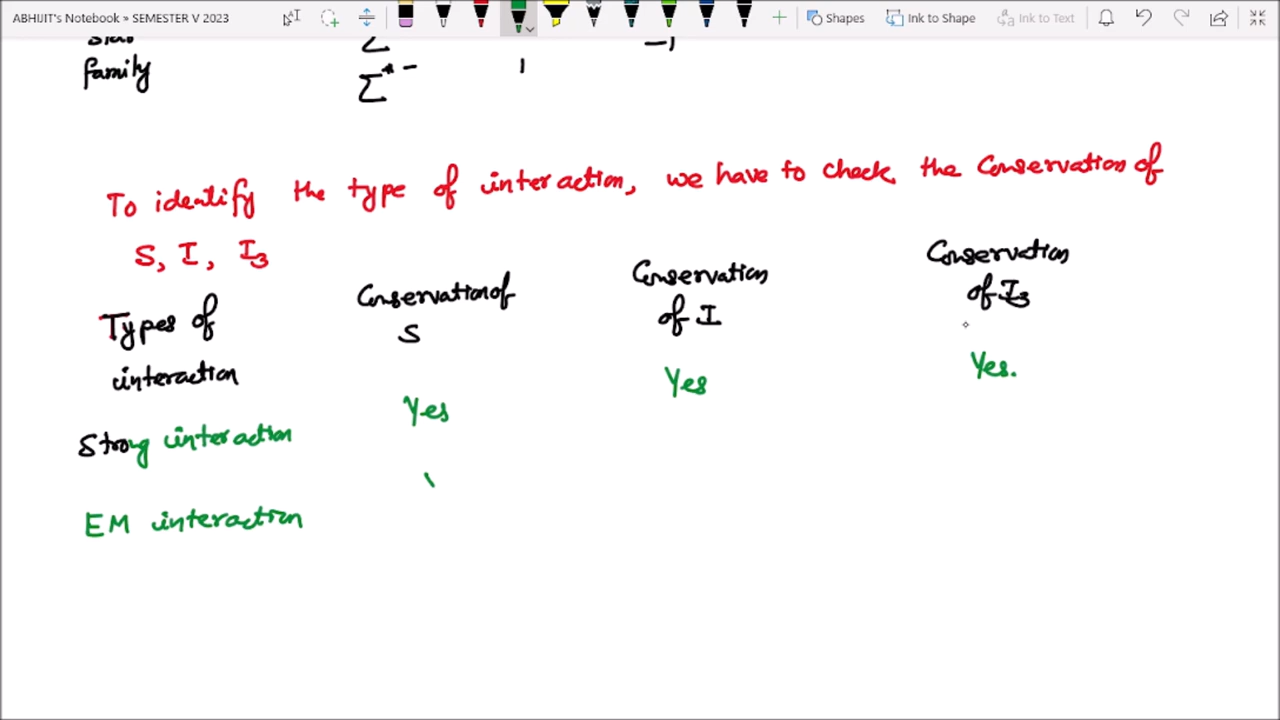 ABHIJIT's Notebook » SEMESTER V 2023
Shapes
Ink to Shape
Ink to Text
Σ
-1
family
Σ*- 1
To identify the type of interaction, we have to check the Conservation of
S, I, I3
Types of interaction
Conservation of S
Conservation of I
Conservation of I3
Strong interaction
Yes
Yes
Yes.
EM interaction